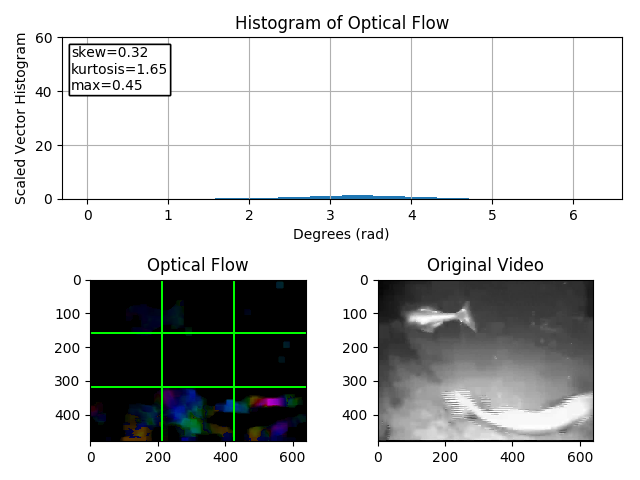 Histogram of Optical Flow
Scaled Vector Histogram
60
40
20
0
skew=0.32
kurtosis=1.65
max=0.45
0 1 2 3 4 5 6
Degrees (rad)
Optical Flow
0
100
200
300
400
0 200 400 600
Original Video
0
100
200
300
400
0 200 400 600